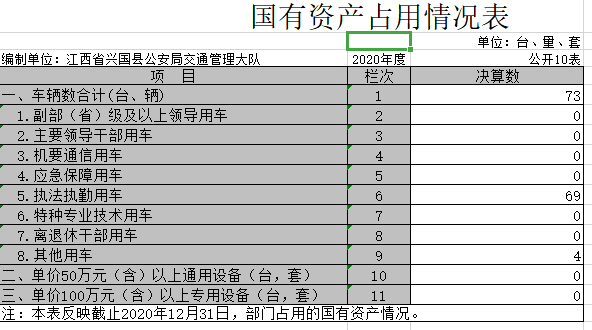 国有资产占用情况表
单位：台、量、套
编制单位：江西省兴国县公安局交通管理大队 2020年度 公开10表
项 目 栏次 决算数
一、车辆数合计(台、辆) 1 73
1.副部（省）级及以上领导用车 2 0
2.主要领导干部用车 3 0
3.机要通信用车 4 0
4.应急保障用车 5 0
5.执法执勤用车 6 69
6.特种专业技术用车 7 0
7.离退休干部用车 8 0
8.其他用车 9 4
二、单价50万元（含）以上通用设备（台，套） 10 0
三、单价100万元（含）以上专用设备（台，套） 11 0
注：本表反映截止2020年12月31日，部门占用的国有资产情况。